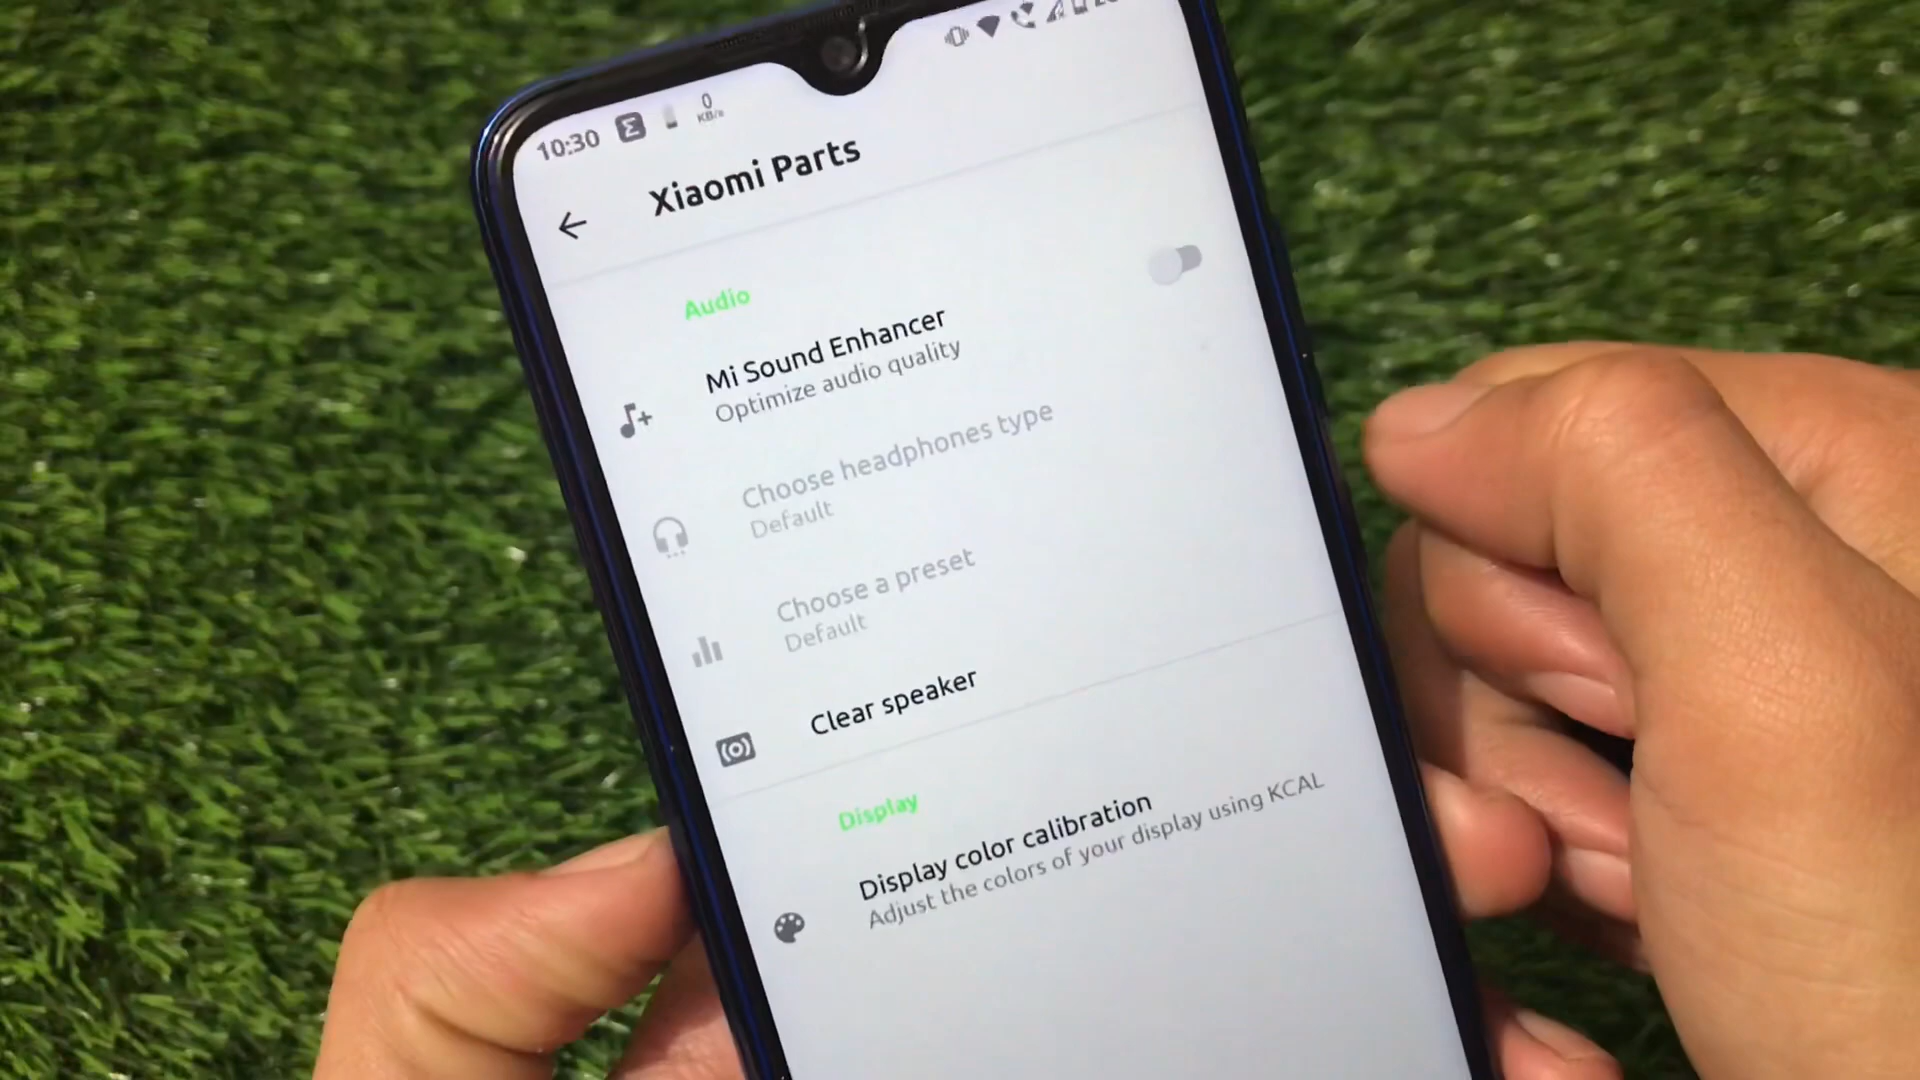 10:30
0
KB/s
Xiaomi Parts
Audio
Mi Sound Enhancer
Optimize audio quality
Choose headphones type
Default
Choose a preset
Default
Clear speaker
Display
Display color calibration
Adjust the colors of your display using KCAL